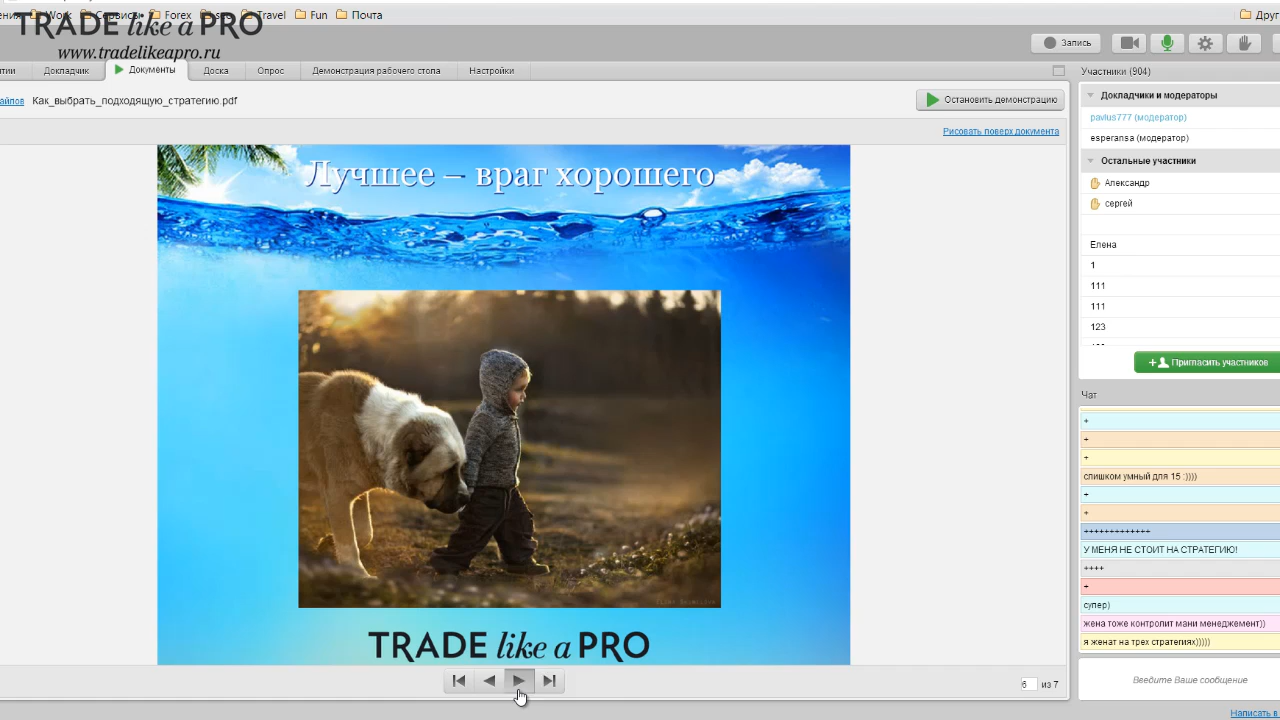 Work
Сервисы
Forex
Travel
Fun
Почта
TRADE like a PRO
www.tradelikeapro.ru
Запись
Докладчик
Документы
Доска
Опрос
Демонстрация рабочего стола
Настройки
Участники (904)
Как_выбрать_подходящую_стратегию.pdf
Остановить демонстрацию
Рисовать поверх документа
Докладчики и модераторы
pavlus777 (модератор)
esperansa (модератор)
Остальные участники
Александр
сергей
Елена
1
111
111
123
Пригласить участников
Лучшее – враг хорошего
TRADE like a PRO
6 из 7
Чат
+
+
+
слишком умный для 15 :))))
+
+
+++++++++++++
У МЕНЯ НЕ СТОИТ НА СТРАТЕГИЮ!
++++
+
супер)
жена тоже контролит мани менеджемент))
я женат на трех стратегиях)))))
Введите Ваше сообщение
Написать в